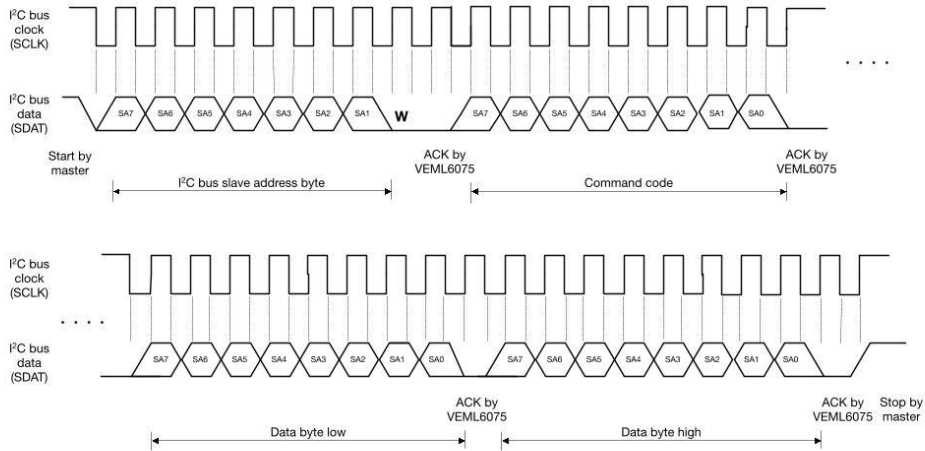 I²C bus
clock
(SCLK)
I²C bus
data
(SDAT)
SA7 SA6 SA5 SA4 SA3 SA2 SA1 W SA7 SA6 SA5 SA4 SA3 SA2 SA1 SA0
Start by
master
ACK by
VEML6075
ACK by
VEML6075
I²C bus slave address byte
Command code
I²C bus
clock
(SCLK)
I²C bus
data
(SDAT)
SA7 SA6 SA5 SA4 SA3 SA2 SA1 SA0 SA7 SA6 SA5 SA4 SA3 SA2 SA1 SA0
ACK by
VEML6075
ACK by
VEML6075
Stop by
master
Data byte low
Data byte high